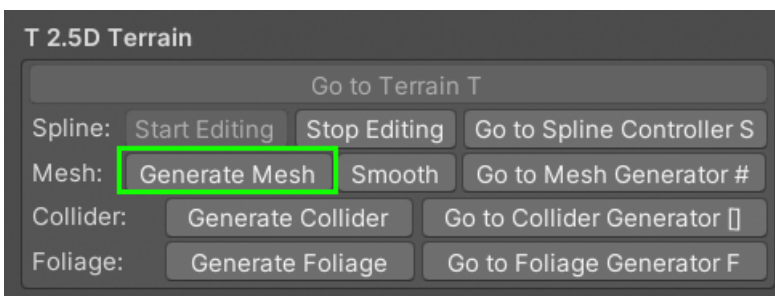 T 2.5D Terrain
Go to Terrain T
Spline: Start Editing Stop Editing Go to Spline Controller S
Mesh: Generate Mesh Smooth Go to Mesh Generator #
Collider: Generate Collider Go to Collider Generator []
Foliage: Generate Foliage Go to Foliage Generator F